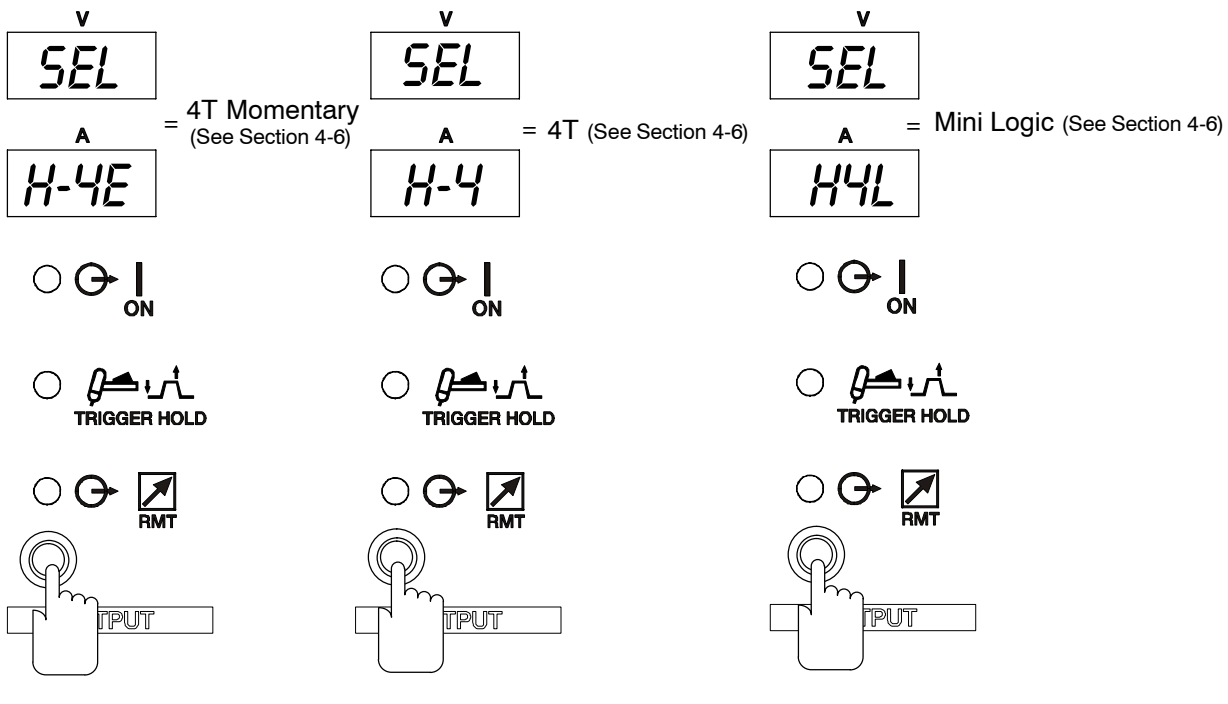 V
SEL
A
H-4E
= 4T Momentary
(See Section 4-6)
ON
TRIGGER HOLD
RMT
TPUT
V
SEL
A
H-4
= 4T (See Section 4-6)
ON
TRIGGER HOLD
RMT
TPUT
V
SEL
A
H4L
= Mini Logic (See Section 4-6)
ON
TRIGGER HOLD
RMT
TPUT